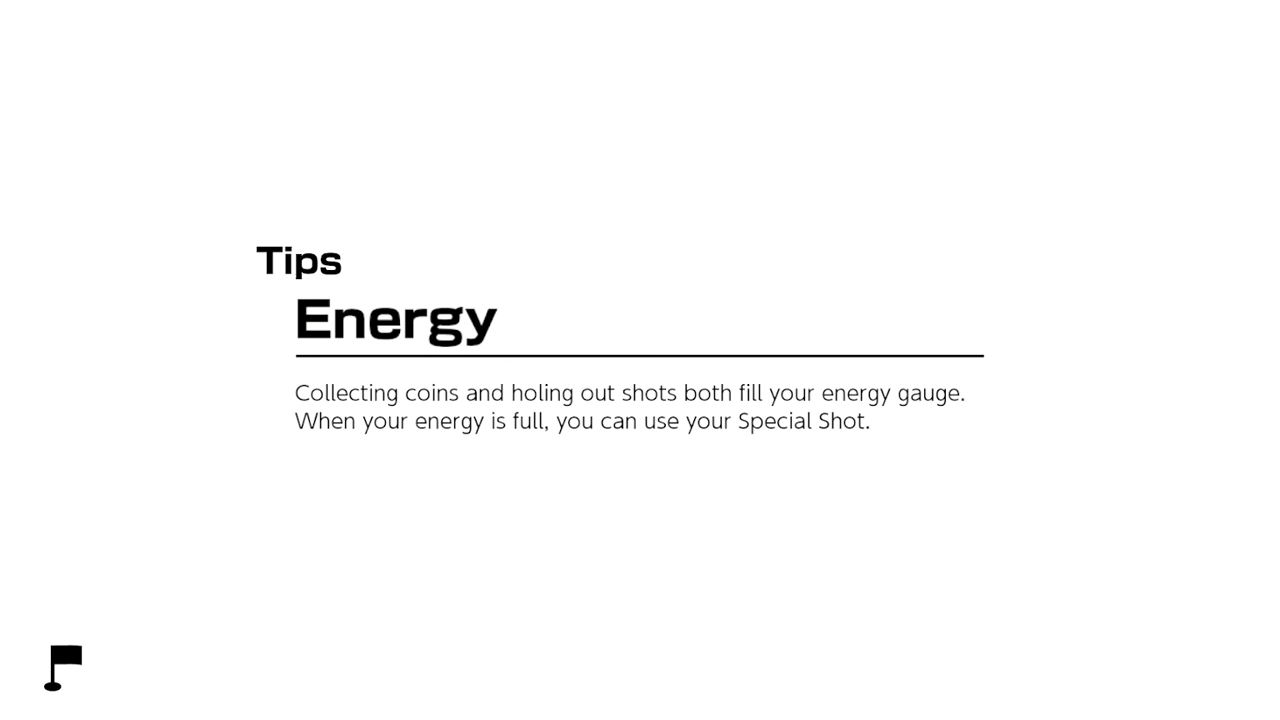 Tips
Energy
Collecting coins and holing out shots both fill your energy gauge.
When your energy is full, you can use your Special Shot.